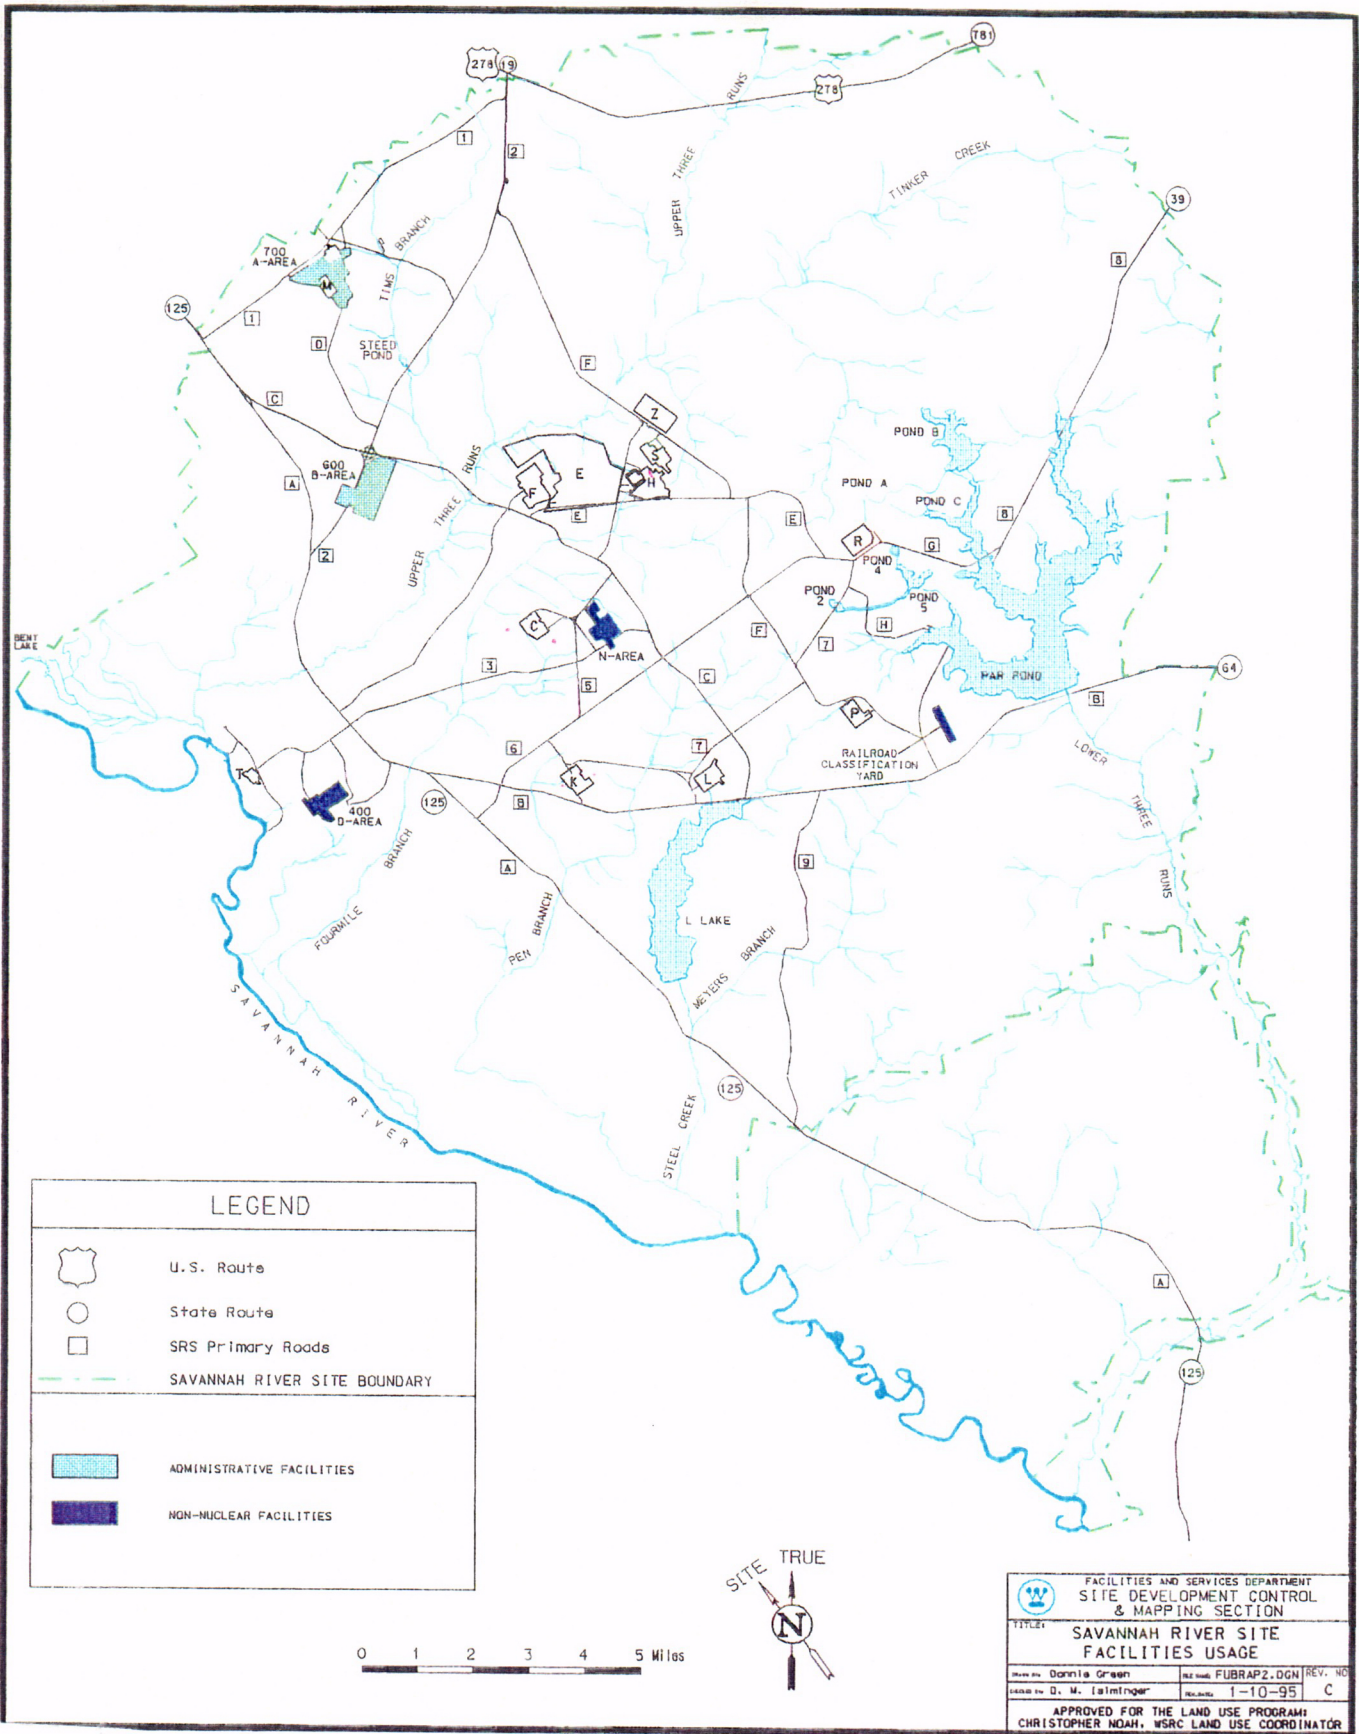 781
278
19
278
RUNS
1
2
THREE
CREEK
TINKER
UPPER
39
BRANCH
700
A-AREA
B
M
TIMS
125
1
D
STEED
POND
F
C
Z
POND B
S
RUNS
600
B-AREA
E
A
F
H
POND A
POND C
THREE
E
E
B
R
G
2
UPPER
POND
4
POND
2
POND
5
C
F
H
BENT
LAKE
N-AREA
7
3
C
64
5
PAR POND
B
P
6
7
LOWER
RAILROAD
CLASSIFICATION
YARD
T
K
L
125
B
400
D-AREA
THREE
BRANCH
A
9
RUNS
FOURMILE
PEN BRANCH
L LAKE
MEYERS BRANCH
SAVANNAH RIVER
125
STEEL CREEK
A
125
LEGEND
U.S. Route
State Route
SRS Primary Roads
SAVANNAH RIVER SITE BOUNDARY
ADMINISTRATIVE FACILITIES
NON-NUCLEAR FACILITIES
SITE
TRUE
N
0 1 2 3 4 5 Miles
W
FACILITIES AND SERVICES DEPARTMENT
SITE DEVELOPMENT CONTROL
& MAPPING SECTION
TITLE:
SAVANNAH RIVER SITE
FACILITIES USAGE
Donnie Green
FUBRAP2.DGN
REV. NO
D. M. Isiminger
1-10-95
C
APPROVED FOR THE LAND USE PROGRAM:
CHRISTOPHER NOAH, WSRC LAND USE COORDINATOR